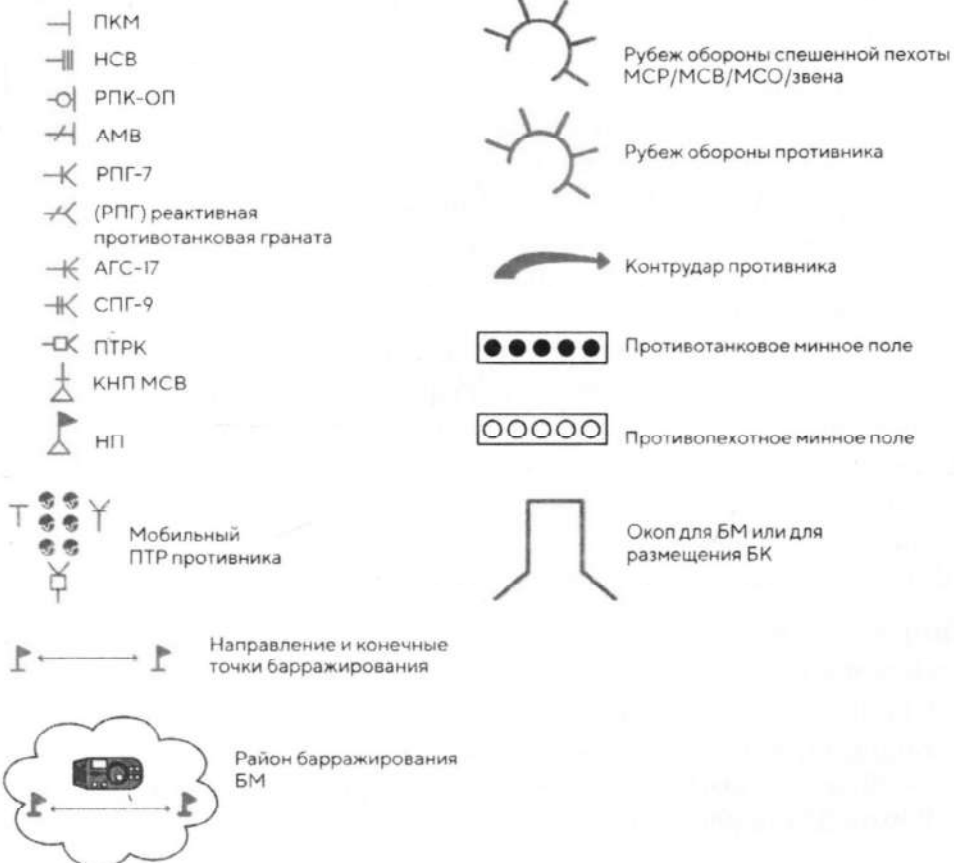 ПКМ
НСВ
РПК-ОП
АМВ
РПГ-7
(РПГ) реактивная
противотанковая граната
АГС-17
СПГ-9
ПТРК
КНП МСВ
НП
Мобильный
ПТР противника
Направление и конечные
точки барражирования
Район барражирования
БМ
Рубеж обороны спешенной пехоты
МСР/МСВ/МСО/звена
Рубеж обороны противника
Контрудар противника
Противотанковое минное поле
Противопехотное минное поле
Окоп для БМ или для
размещения БК